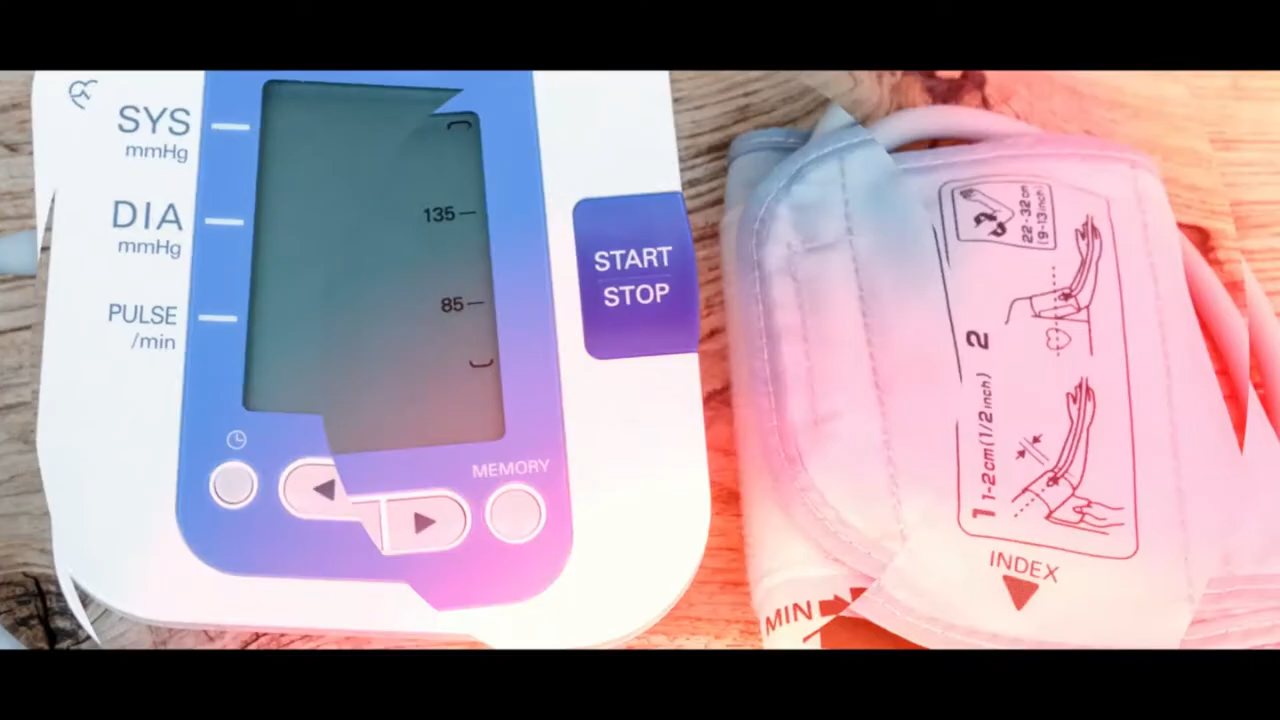 SYS
mmHg
DIA
mmHg
PULSE
/min
135
85
START
STOP
MEMORY
22-32cm
(9-13inch)
2
1 1-2cm(1/2inch)
INDEX
MIN